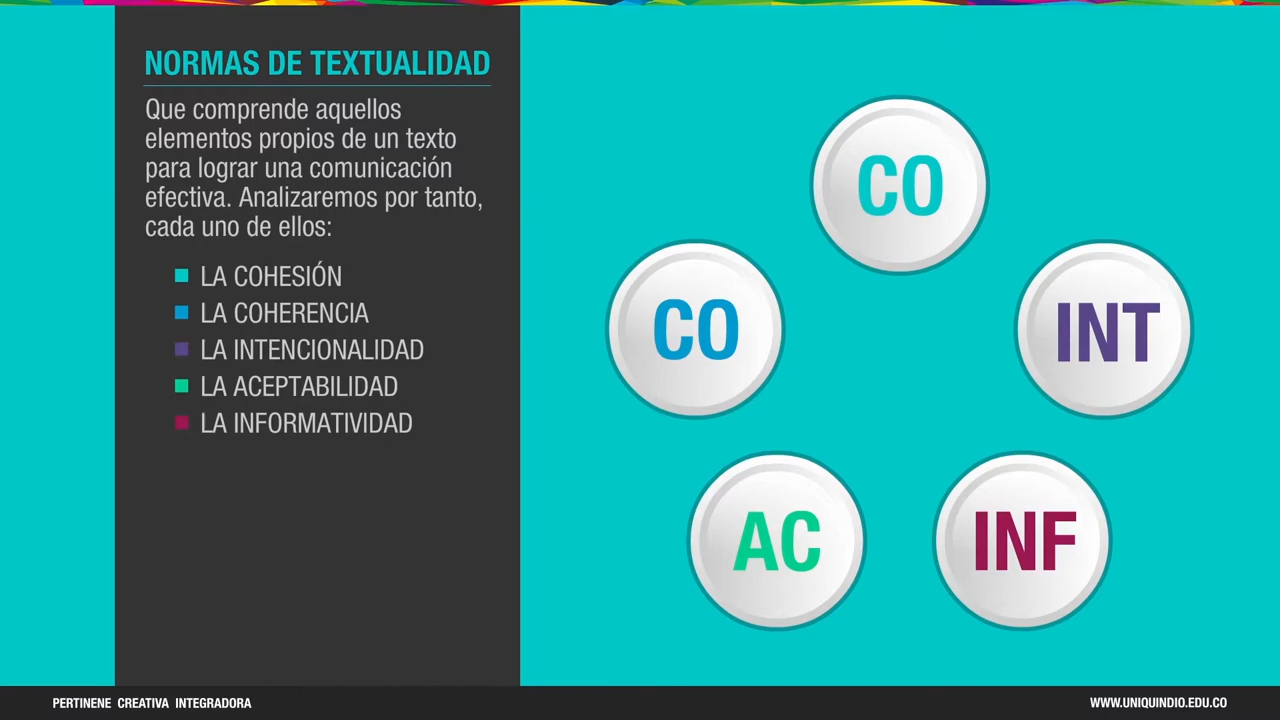 NORMAS DE TEXTUALIDAD
Que comprende aquellos
elementos propios de un texto
para lograr una comunicación
efectiva. Analizaremos por tanto,
cada uno de ellos:
LA COHESIÓN
LA COHERENCIA
LA INTENCIONALIDAD
LA ACEPTABILIDAD
LA INFORMATIVIDAD
CO
CO
INT
AC
INF
PERTINENE CREATIVA INTEGRADORA
WWW.UNIQUINDIO.EDU.CO